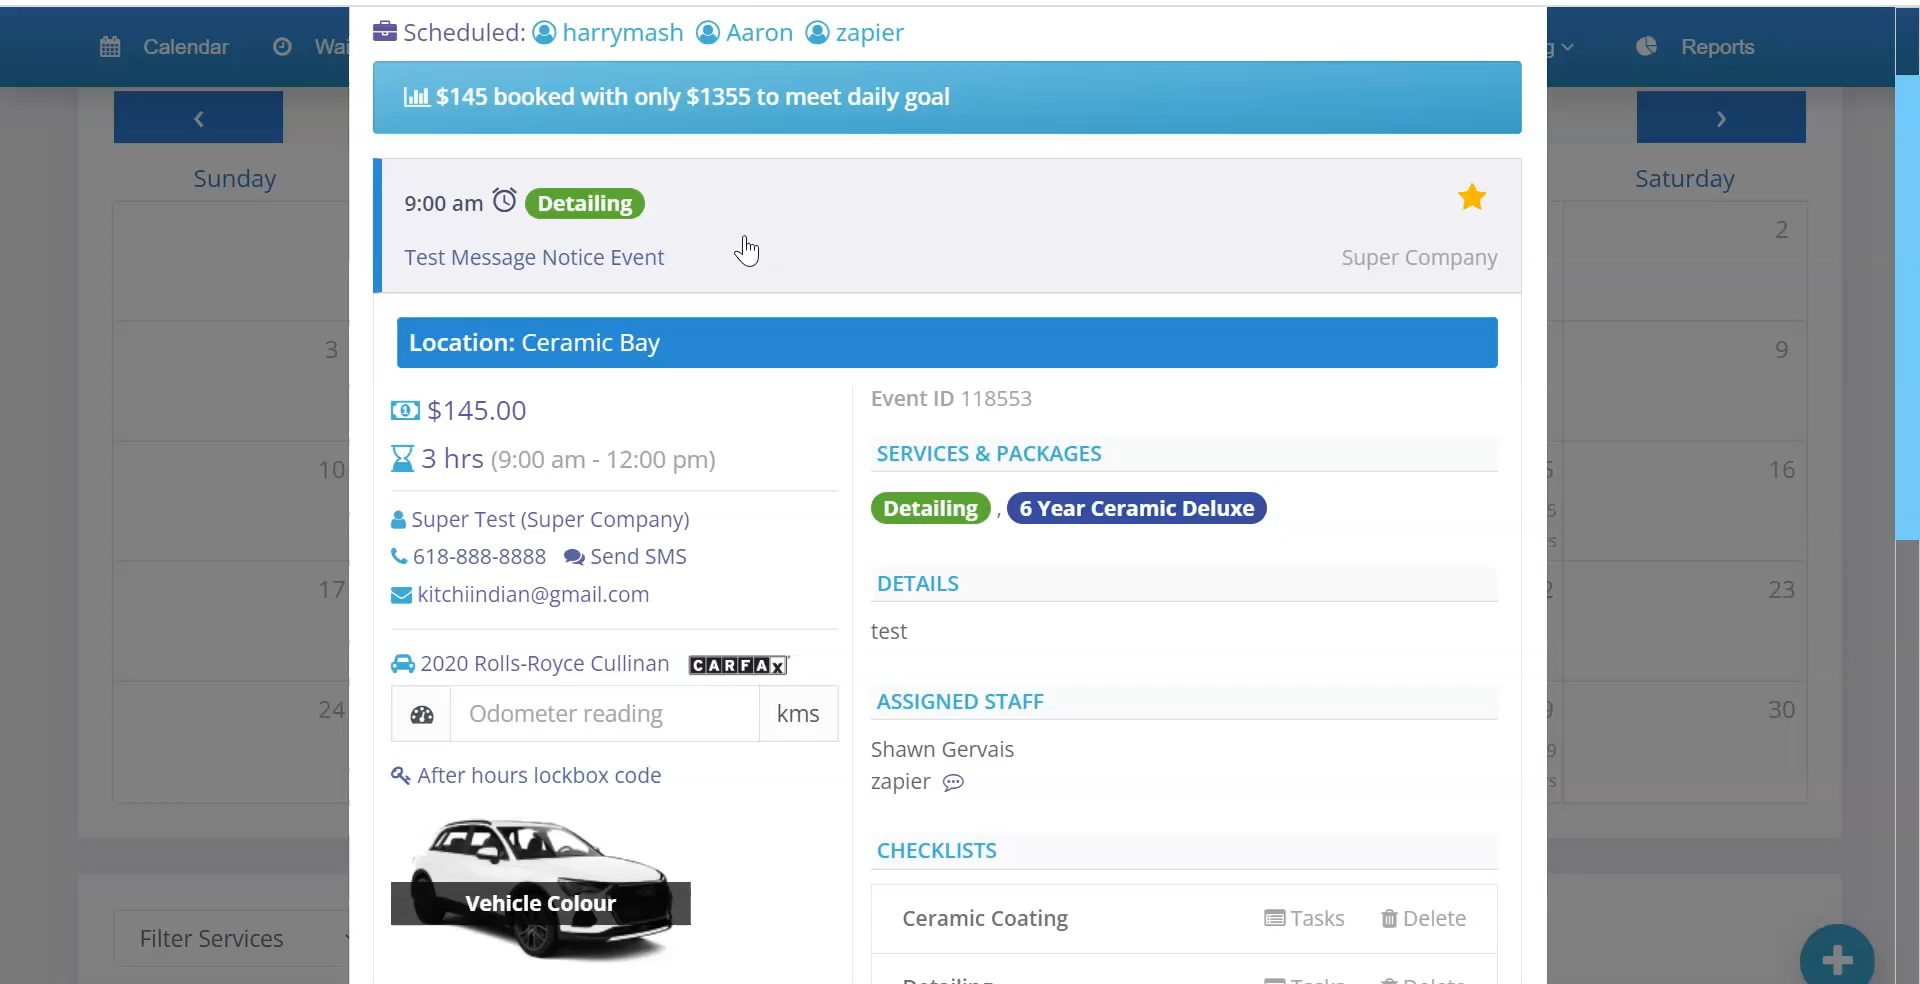 Calendar
Wai
Scheduled: harrymash Aaron zapier
g
Reports
$145 booked with only $1355 to meet daily goal
Sunday
Saturday
9:00 am Detailing
Test Message Notice Event
Super Company
2
Location: Ceramic Bay
3
9
$145.00
Event ID 118553
3 hrs (9:00 am - 12:00 pm)
SERVICES & PACKAGES
10
16
Detailing , 6 Year Ceramic Deluxe
Super Test (Super Company)
618-888-8888 Send SMS
kitchiindian@gmail.com
DETAILS
17
23
test
2020 Rolls-Royce Cullinan CARFAX
ASSIGNED STAFF
24
30
Odometer reading kms
Shawn Gervais
zapier
After hours lockbox code
CHECKLISTS
Vehicle Colour
Ceramic Coating Tasks Delete
Filter Services
Detailing Tasks Delete